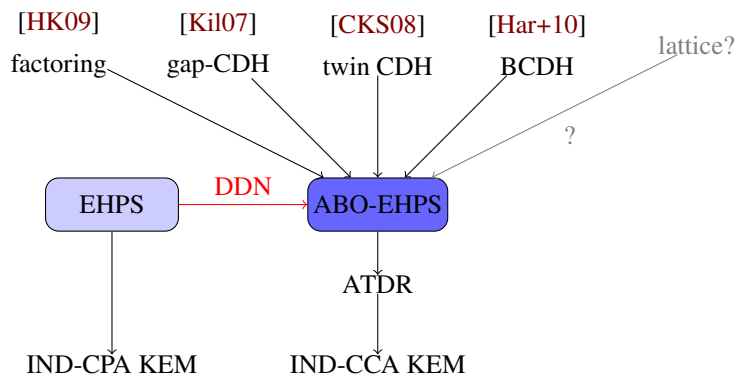 [HK09] [Kil07] [CKS08] [Har+10]
factoring gap-CDH twin CDH BCDH lattice?
?
DDN
EHPS ABO-EHPS
ATDR
IND-CPA KEM IND-CCA KEM